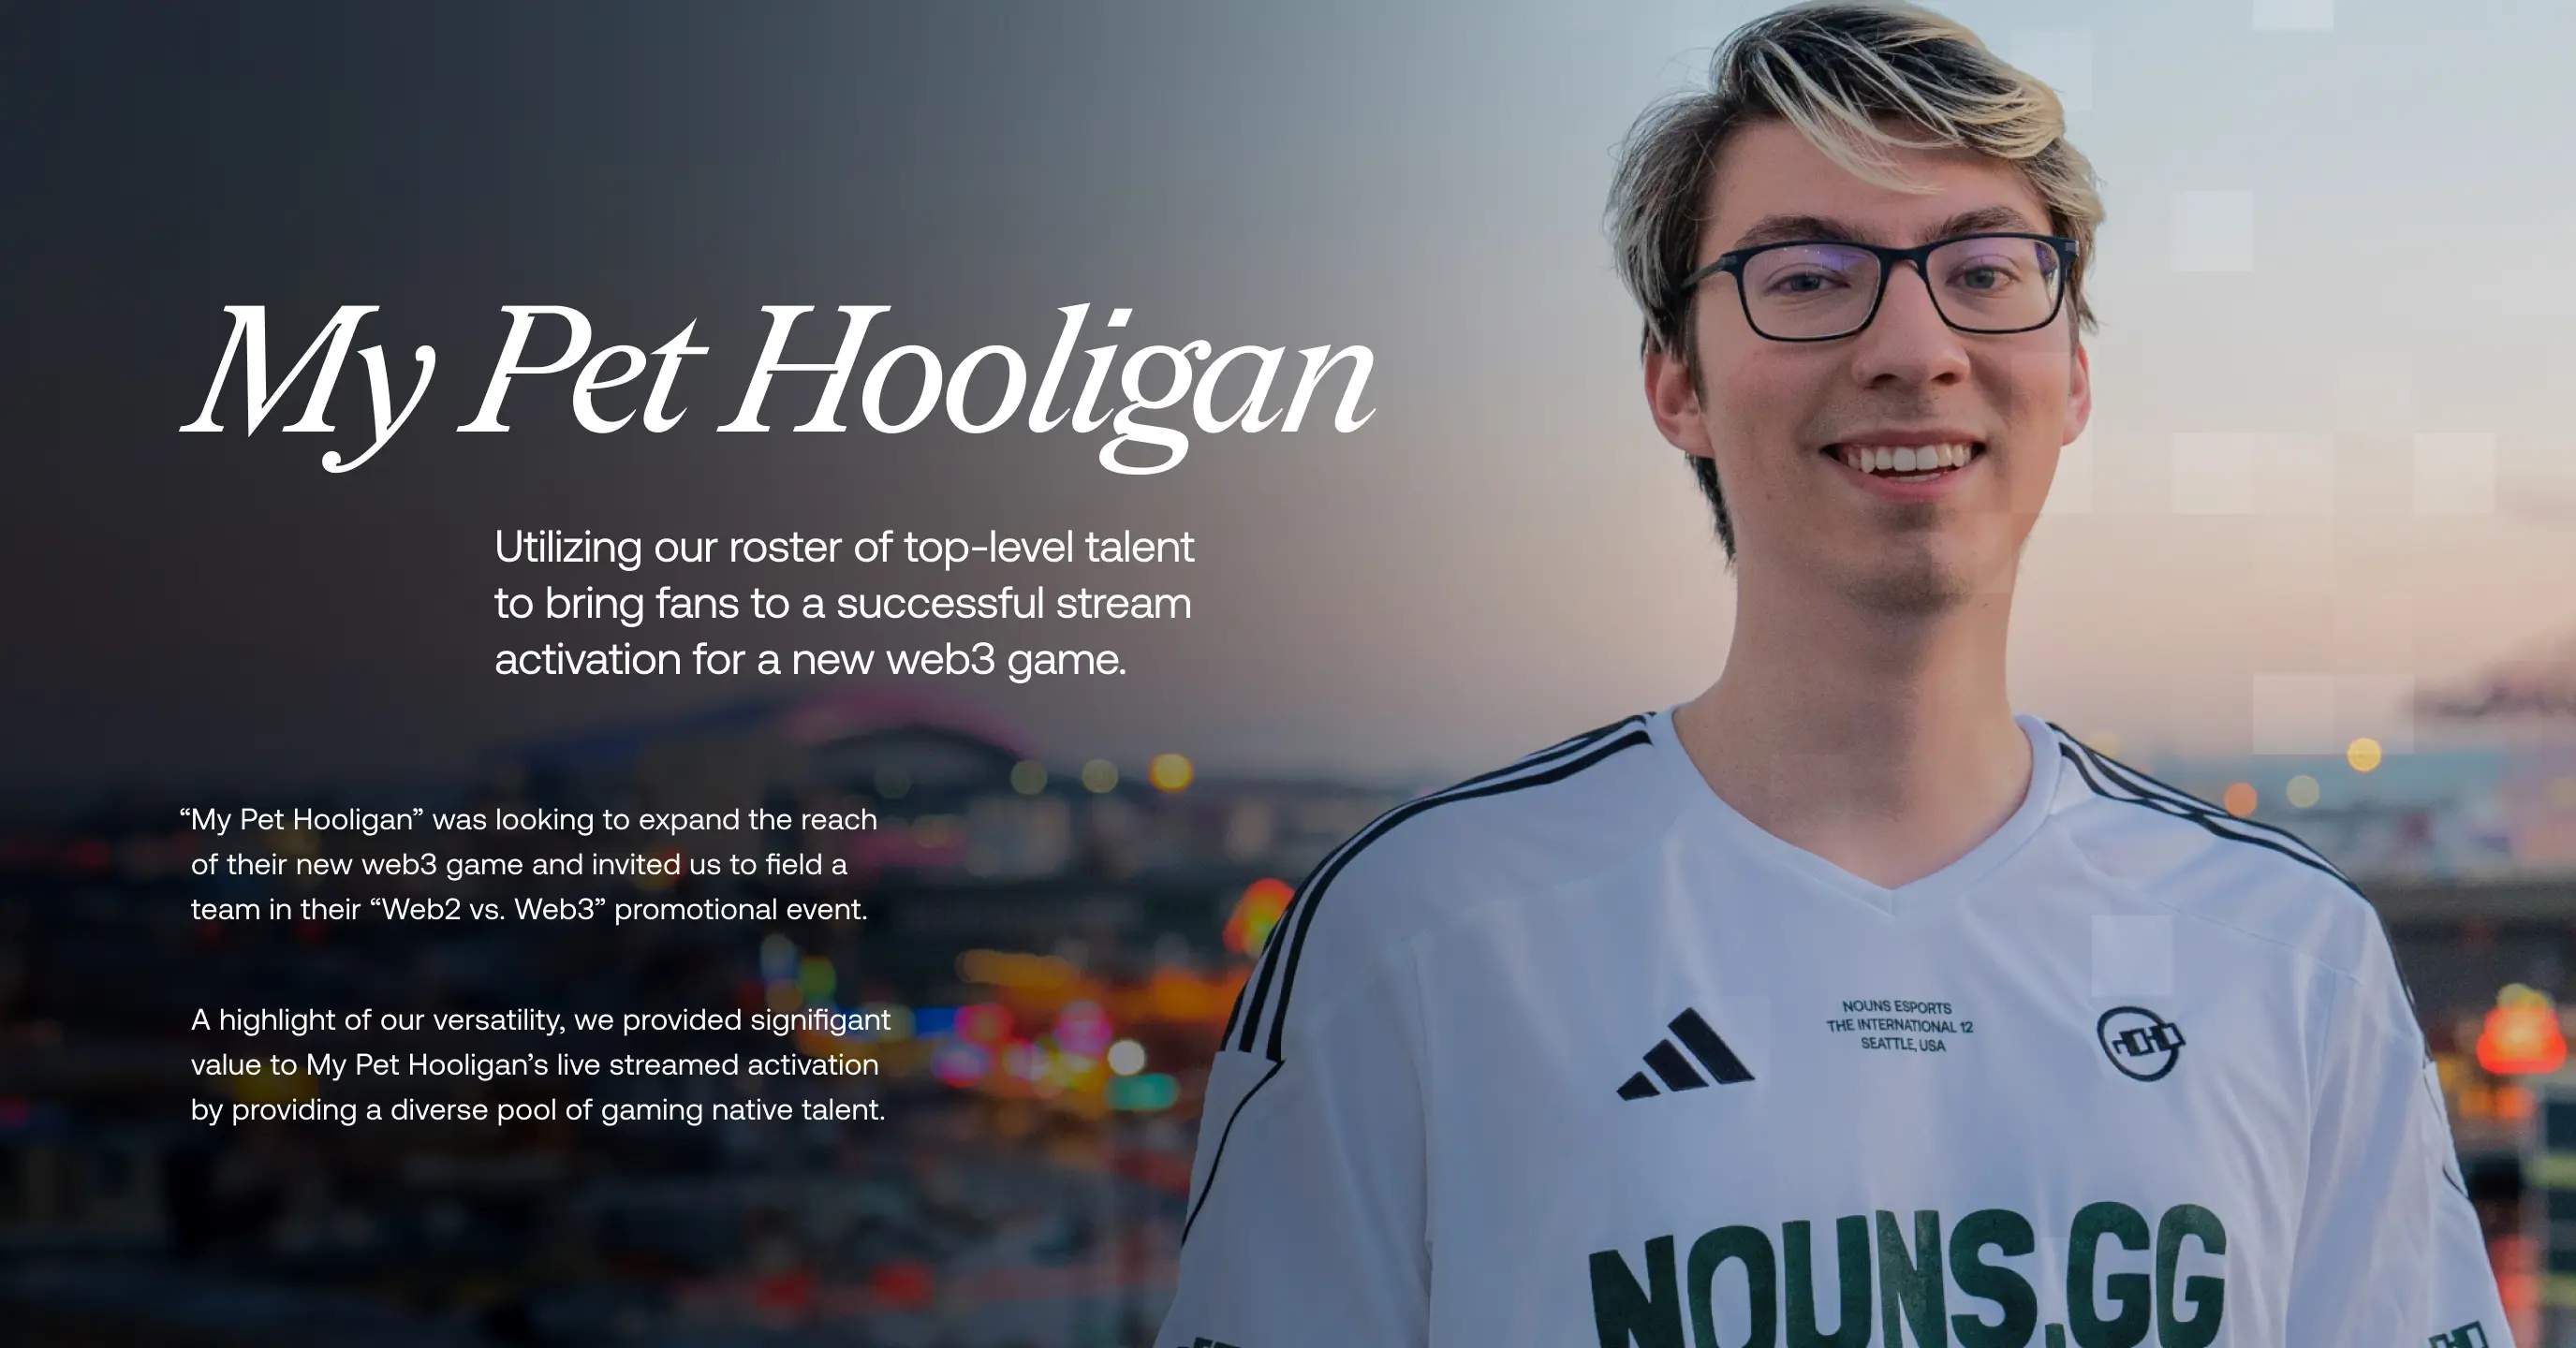 My Pet Hooligan
Utilizing our roster of top-level talent
to bring fans to a successful stream
activation for a new web3 game.
“My Pet Hooligan” was looking to expand the reach
of their new web3 game and invited us to field a
team in their “Web2 vs. Web3” promotional event.
A highlight of our versatility, we provided signifigant
value to My Pet Hooligan’s live streamed activation
by providing a diverse pool of gaming native talent.
NOUNS ESPORTS
THE INTERNATIONAL 12
SEATTLE, USA
NOUNS.GG